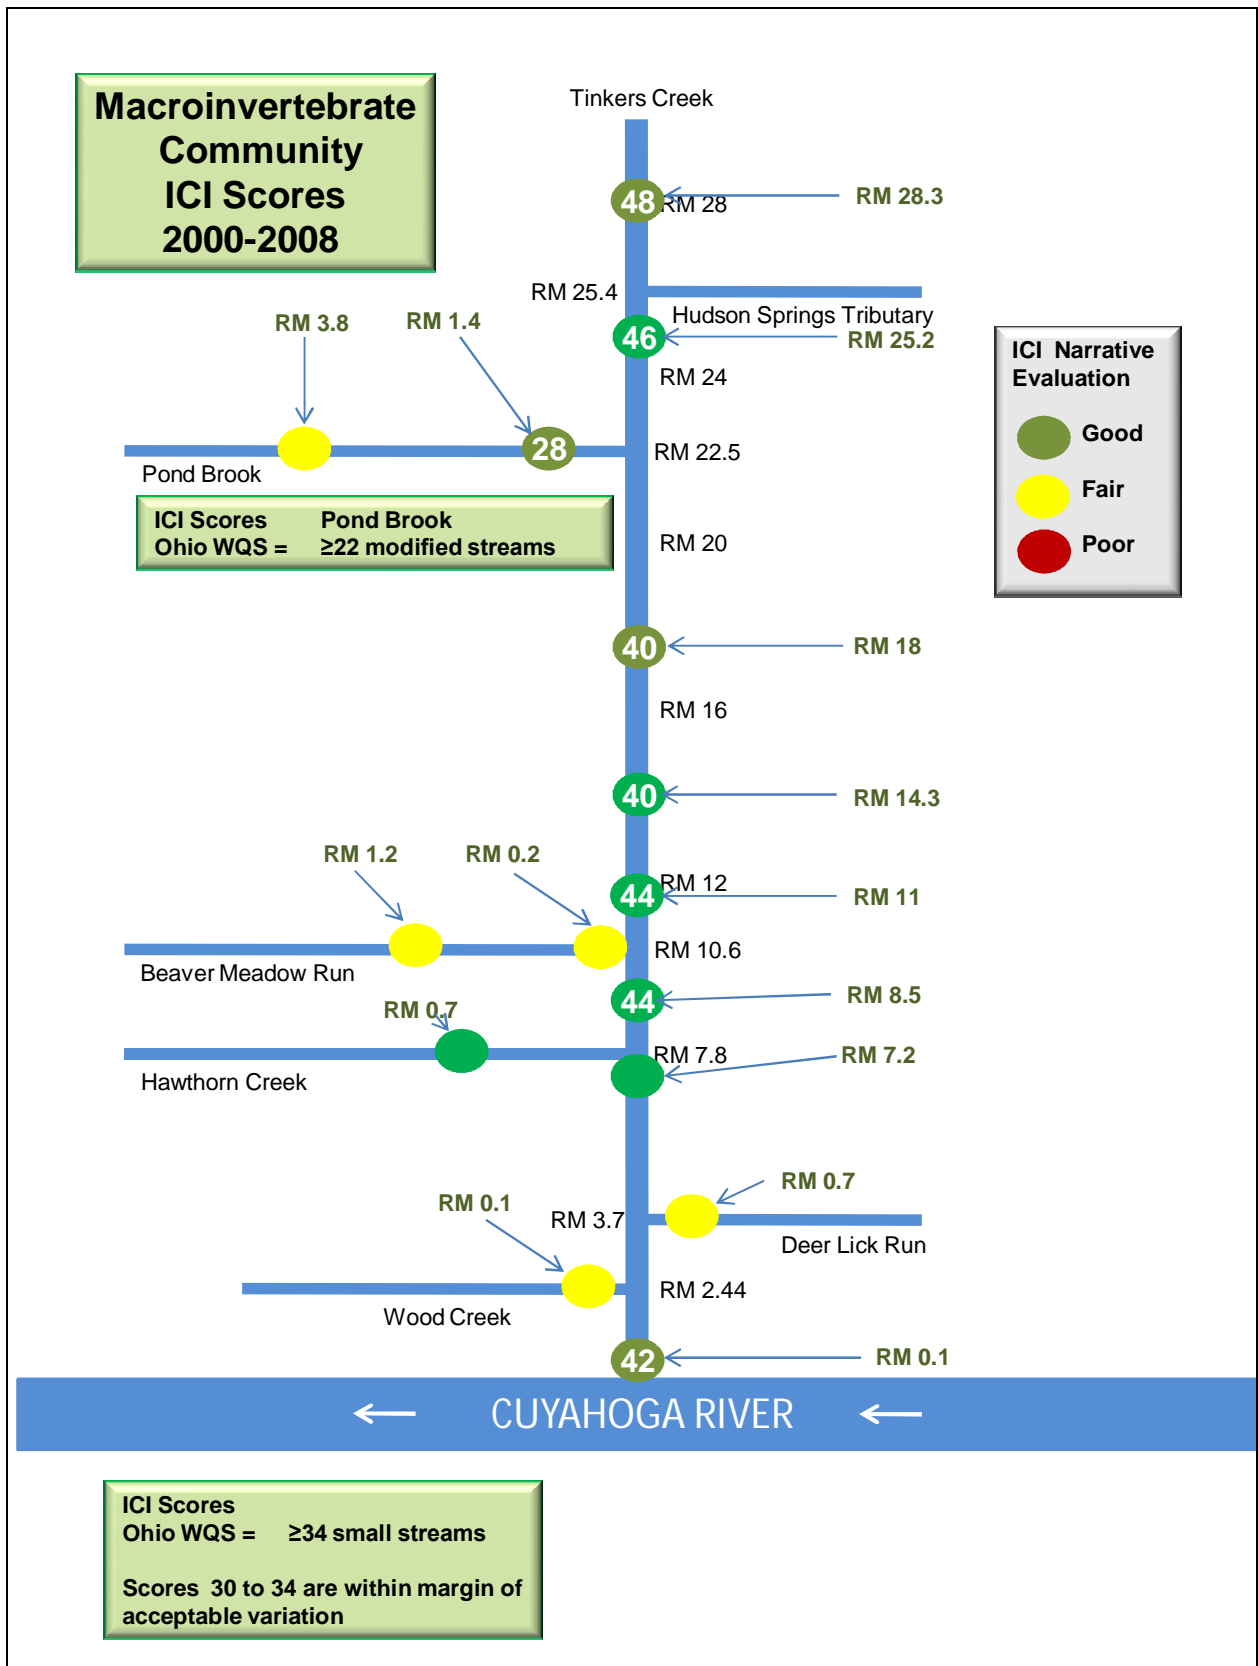 Macroinvertebrate
Community
ICI Scores
2000-2008
Tinkers Creek
48
RM 28
RM 28.3
RM 25.4
Hudson Springs Tributary
RM 3.8
RM 1.4
46
RM 25.2
ICI Narrative
Evaluation
Good
Fair
Poor
RM 24
28
RM 22.5
Pond Brook
ICI Scores Pond Brook
Ohio WQS = ≥22 modified streams
RM 20
40
RM 18
RM 16
40
RM 14.3
RM 1.2
RM 0.2
RM 12
44
RM 11
RM 10.6
Beaver Meadow Run
44
RM 8.5
RM 0.7
RM 7.8
RM 7.2
Hawthorn Creek
RM 0.7
RM 0.1
RM 3.7
Deer Lick Run
RM 2.44
Wood Creek
42
RM 0.1
CUYAHOGA RIVER
ICI Scores
Ohio WQS = ≥34 small streams
Scores 30 to 34 are within margin of
acceptable variation